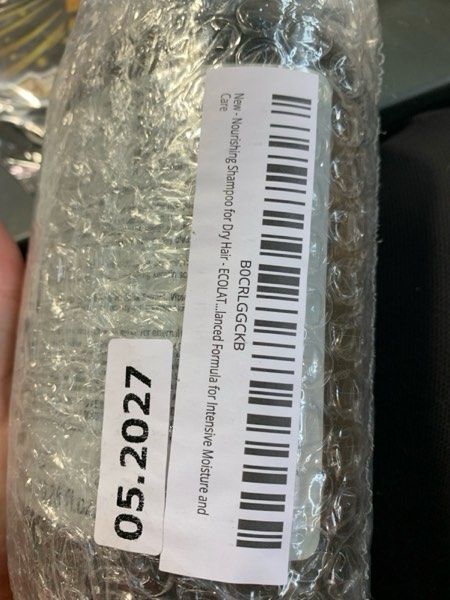 B0CRLGGCKB
New - Nourishing Shampoo for Dry Hair - ECOLAT...lanced Formula for Intensive Moisture and
Care
05.2027